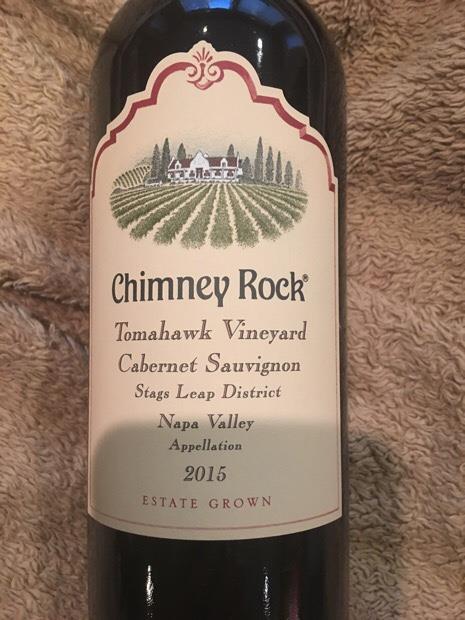 Chimney Rock®
Tomahawk Vineyard
Cabernet Sauvignon
Stags Leap District
Napa Valley
Appellation
2015
ESTATE GROWN